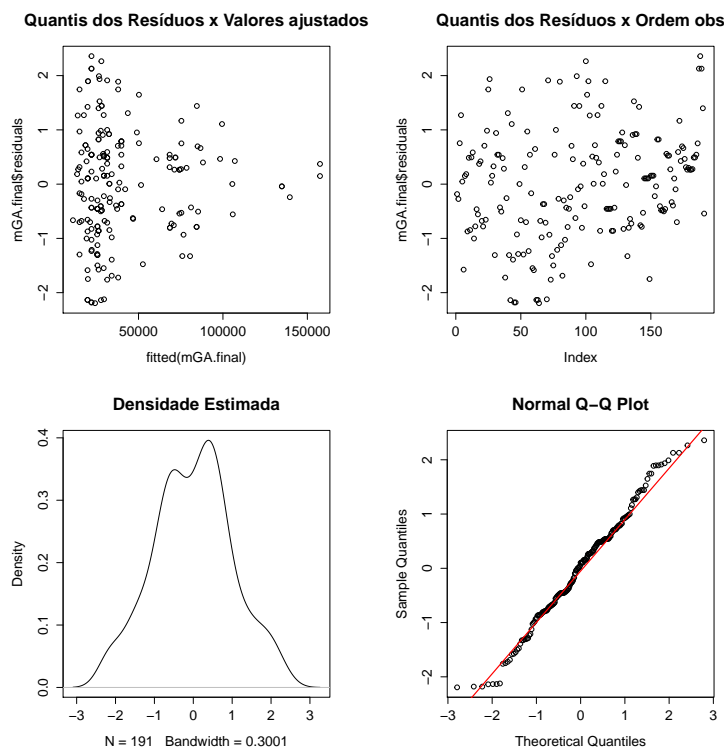 Quantis dos Resíduos x Valores ajustados
mGA.final$residuals
2
1
0
−1
−2
50000 100000 150000
fitted(mGA.final)
Quantis dos Resíduos x Ordem obs
mGA.final$residuals
2
1
0
−1
−2
0 50 100 150
Index
Densidade Estimada
Density
0.4
0.3
0.2
0.1
0.0
−3 −2 −1 0 1 2 3
N = 191 Bandwidth = 0.3001
Normal Q−Q Plot
Sample Quantiles
2
1
0
−1
−2
−3 −2 −1 0 1 2 3
Theoretical Quantiles